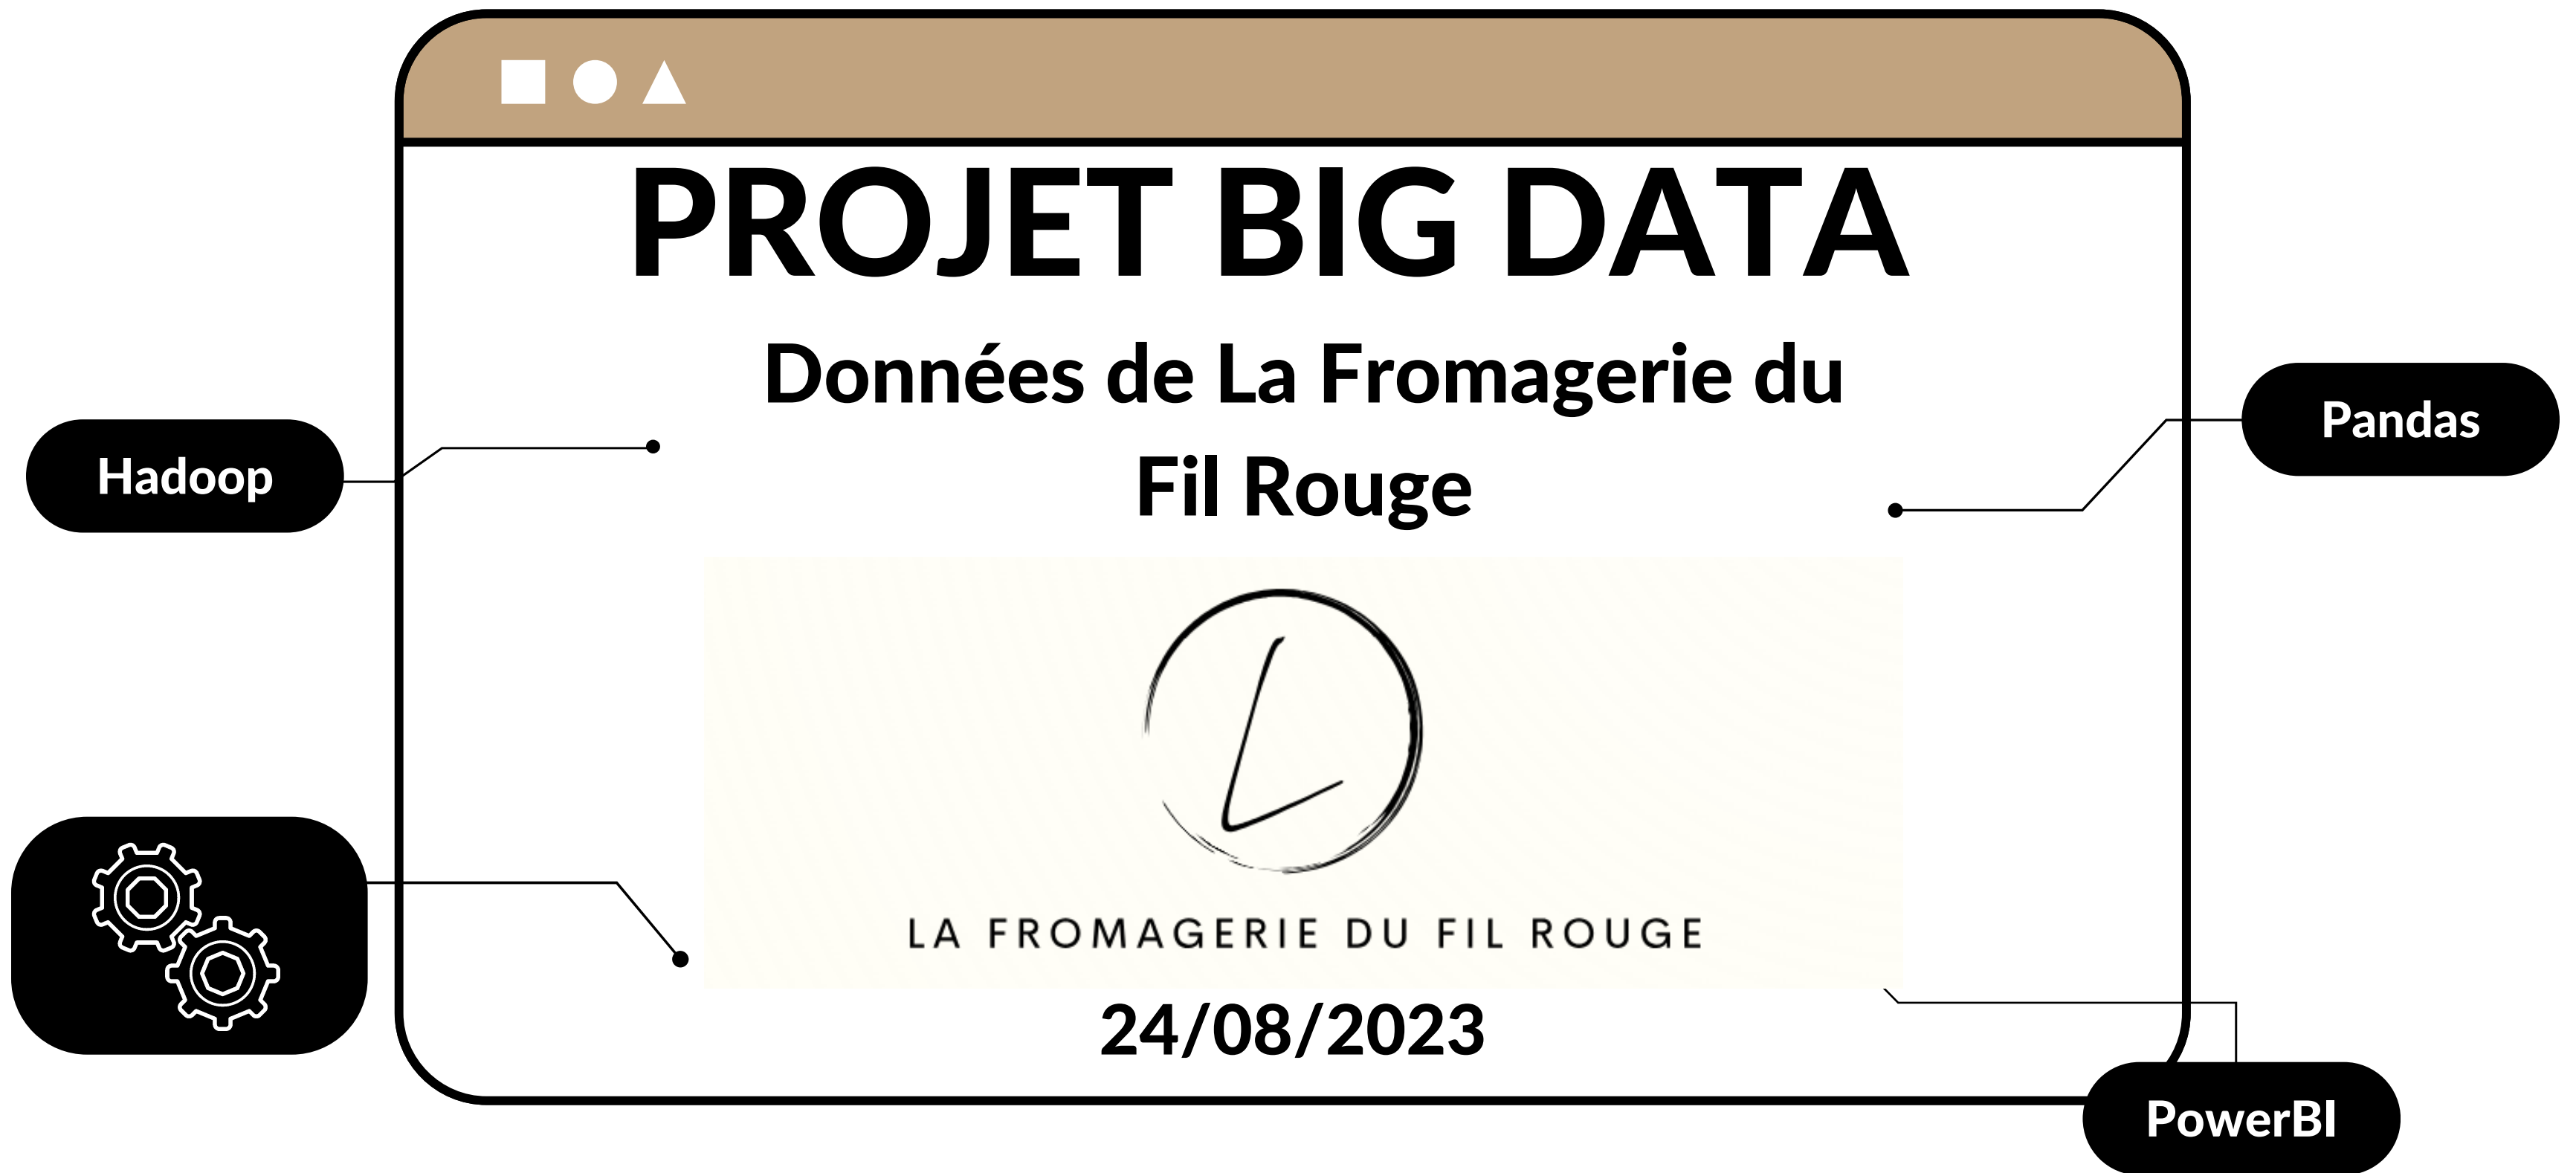 PROJET BIG DATA
Données de La Fromagerie du
Fil Rouge
Hadoop
Pandas
L
LA FROMAGERIE DU FIL ROUGE
24/08/2023
PowerBI